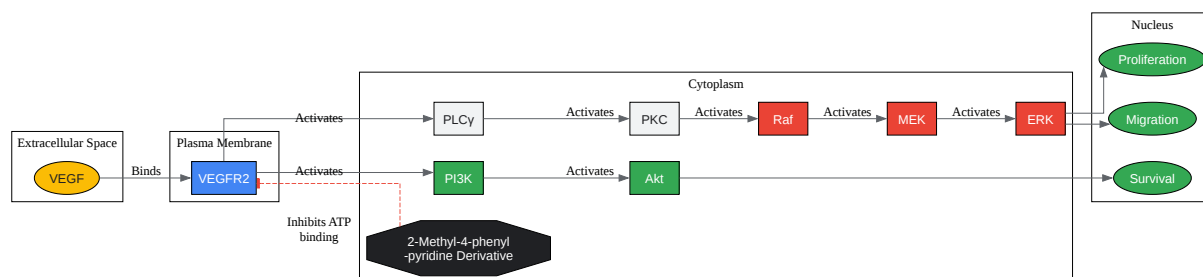 Nucleus
Proliferation
Cytoplasm
Activates
PLCγ
Activates
PKC
Activates
Raf
Activates
MEK
Activates
ERK
Migration
Extracellular Space
Plasma Membrane
VEGF
Binds
VEGFR2
Activates
PI3K
Activates
Akt
Survival
Inhibits ATP
binding
2-Methyl-4-phenyl
-pyridine Derivative